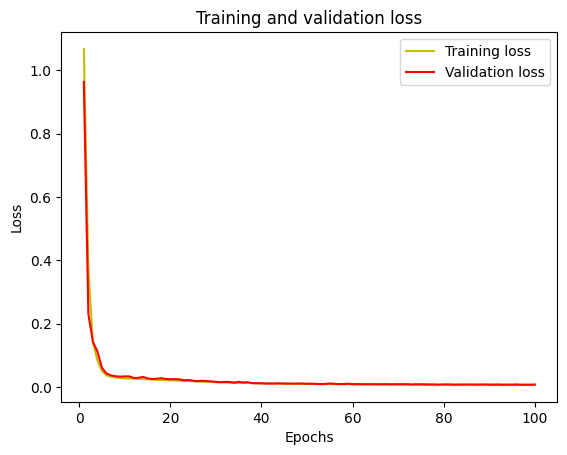 Training and validation loss
Training loss
Validation loss
Loss
1.0
0.8
0.6
0.4
0.2
0.0
0 20 40 60 80 100
Epochs